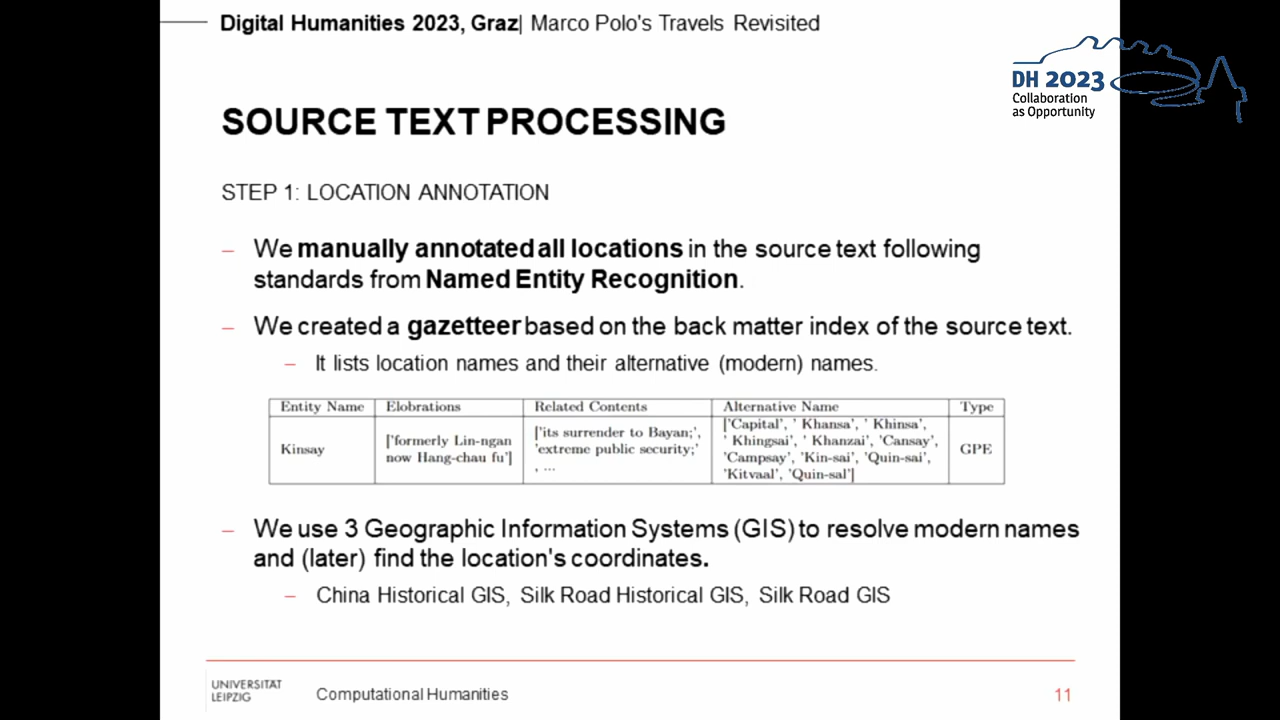 Digital Humanities 2023, Graz| Marco Polo's Travels Revisited
DH 2023
Collaboration
as Opportunity
SOURCE TEXT PROCESSING
STEP 1: LOCATION ANNOTATION
– We manually annotated all locations in the source text following
standards from Named Entity Recognition.
– We created a gazetteer based on the back matter index of the source text.
– It lists location names and their alternative (modern) names.
Entity Name Elobrations Related Contents Alternative Name Type
Kinsay ['formerly Lin-ngan now Hang-chau fu'] ['its surrender to Bayan;', 'extreme public security;' , ... ['Capital', ' Khansa', ' Khinsa', ' Khingsai', ' Khanzai', 'Cansay', 'Campsay', 'Kin-sai', 'Quin-sai', 'Kitvaal', 'Quin-sal'] GPE
– We use 3 Geographic Information Systems (GIS) to resolve modern names
and (later) find the location's coordinates.
– China Historical GIS, Silk Road Historical GIS, Silk Road GIS
UNIVERSITÄT
LEIPZIG
Computational Humanities
11